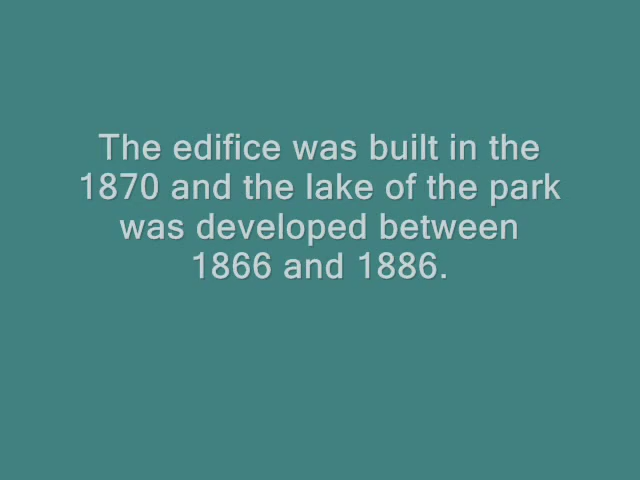 The edifice was built in the
1870 and the lake of the park
was developed between
1866 and 1886.